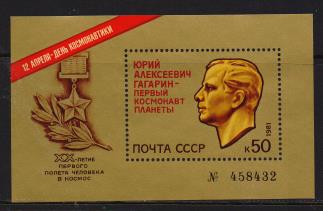 12 АПРЕЛЯ-ДЕНЬ КОСМОНАВТИКИ
ЮРИЙ
АЛЕКСЕЕВИЧ
ГАГАРИН-
ПЕРВЫЙ
КОСМОНАВТ
ПЛАНЕТЫ
1981
ПОЧТА СССР К50
XX-ЛЕТИЕ
ПЕРВОГО
ПОЛЕТА ЧЕЛОВЕКА
В КОСМОС
№ 458432